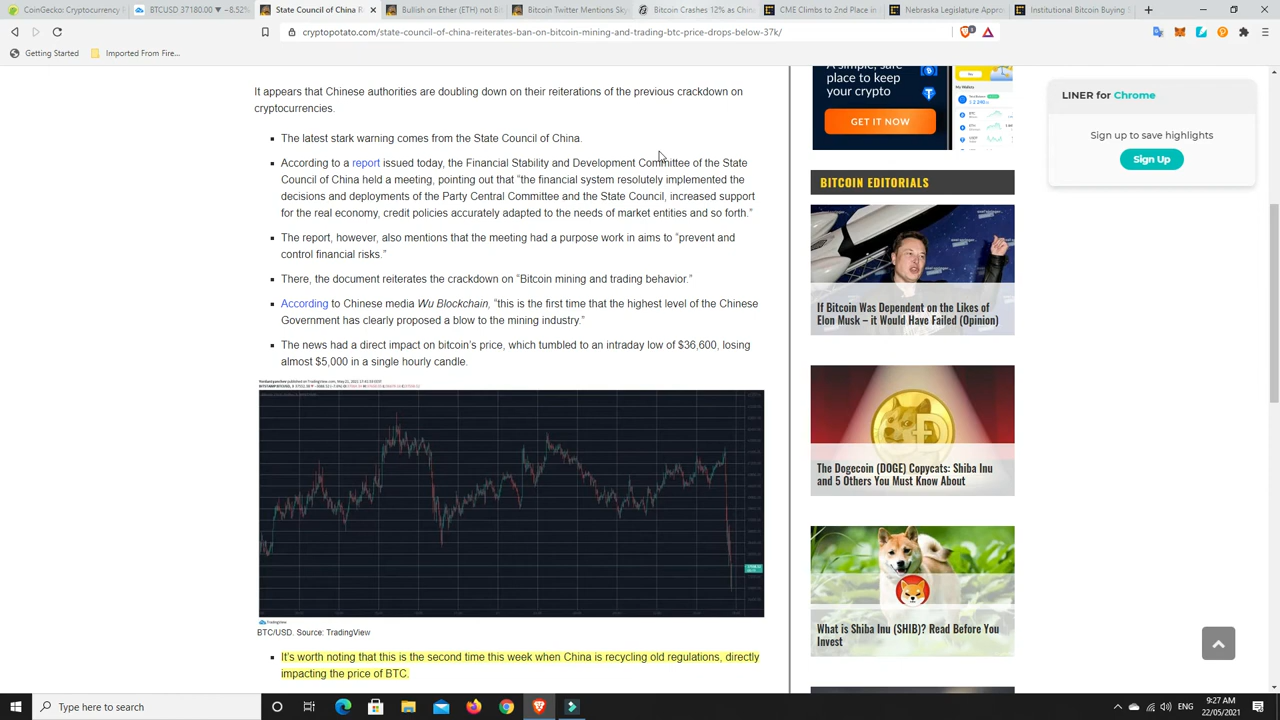 CoinGecko: Cryptocu
BTCUSD 37180.00 ▼ −8.52%
State Council of China R
Bullish on Ether (ETH) not Bi
Bitcoin Twitter Mentions Sky
Bitcoin Crashes 12% as Chin
CME Climbs to 2nd Place
Nebraska Legislature Approv
Institutional Bitcoin Buying
cryptopotato.com/state-council-of-china-reiterates-ban-on-bitcoin-mining-and-trading-btc-price-drops-below-37k/
Getting Started
Imported From Fire...
It appears that Chinese authorities are doubling down on their iterations of the previous crackdown on
cryptocurrencies.
The latest stark warning comes from the State Council of China.
According to a report issued today, the Financial Stability and Development Committee of the State
Council of China held a meeting, pointing out that “the financial system resolutely implemented the
decisions and deployments of the Party Central Committee and the State Council, increased support
for the real economy, credit policies accurately adapted to the needs of market entities and so forth.”
The report, however, also mentions that the meeting had a purpose work in aims to “prevent and
control financial risks.”
There, the document reiterates the crackdown on “Bitcoin mining and trading behavior.”
According to Chinese media Wu Blockchain, “this is the first time that the highest level of the Chinese
government has clearly proposed a blow to the mining industry.”
The news had a direct impact on bitcoin’s price, which tumbled to an intraday low of $36,600, losing
almost $5,000 in a single hourly candle.
TradingView
BTC/USD. Source: TradingView
It’s worth noting that this is the second time this week when China is recycling old regulations, directly
impacting the price of BTC.
A simple, safe
place to keep
your crypto
GET IT NOW
BITCOIN EDITORIALS
If Bitcoin Was Dependent on the Likes of
Elon Musk – it Would Have Failed (Opinion)
The Dogecoin (DOGE) Copycats: Shiba Inu
and 5 Others You Must Know About
What is Shiba Inu (SHIB)? Read Before You
Invest
LINER for Chrome
Sign up to save highlights
Sign Up
Type here to search
ENG
9:27 AM
22/05/2021